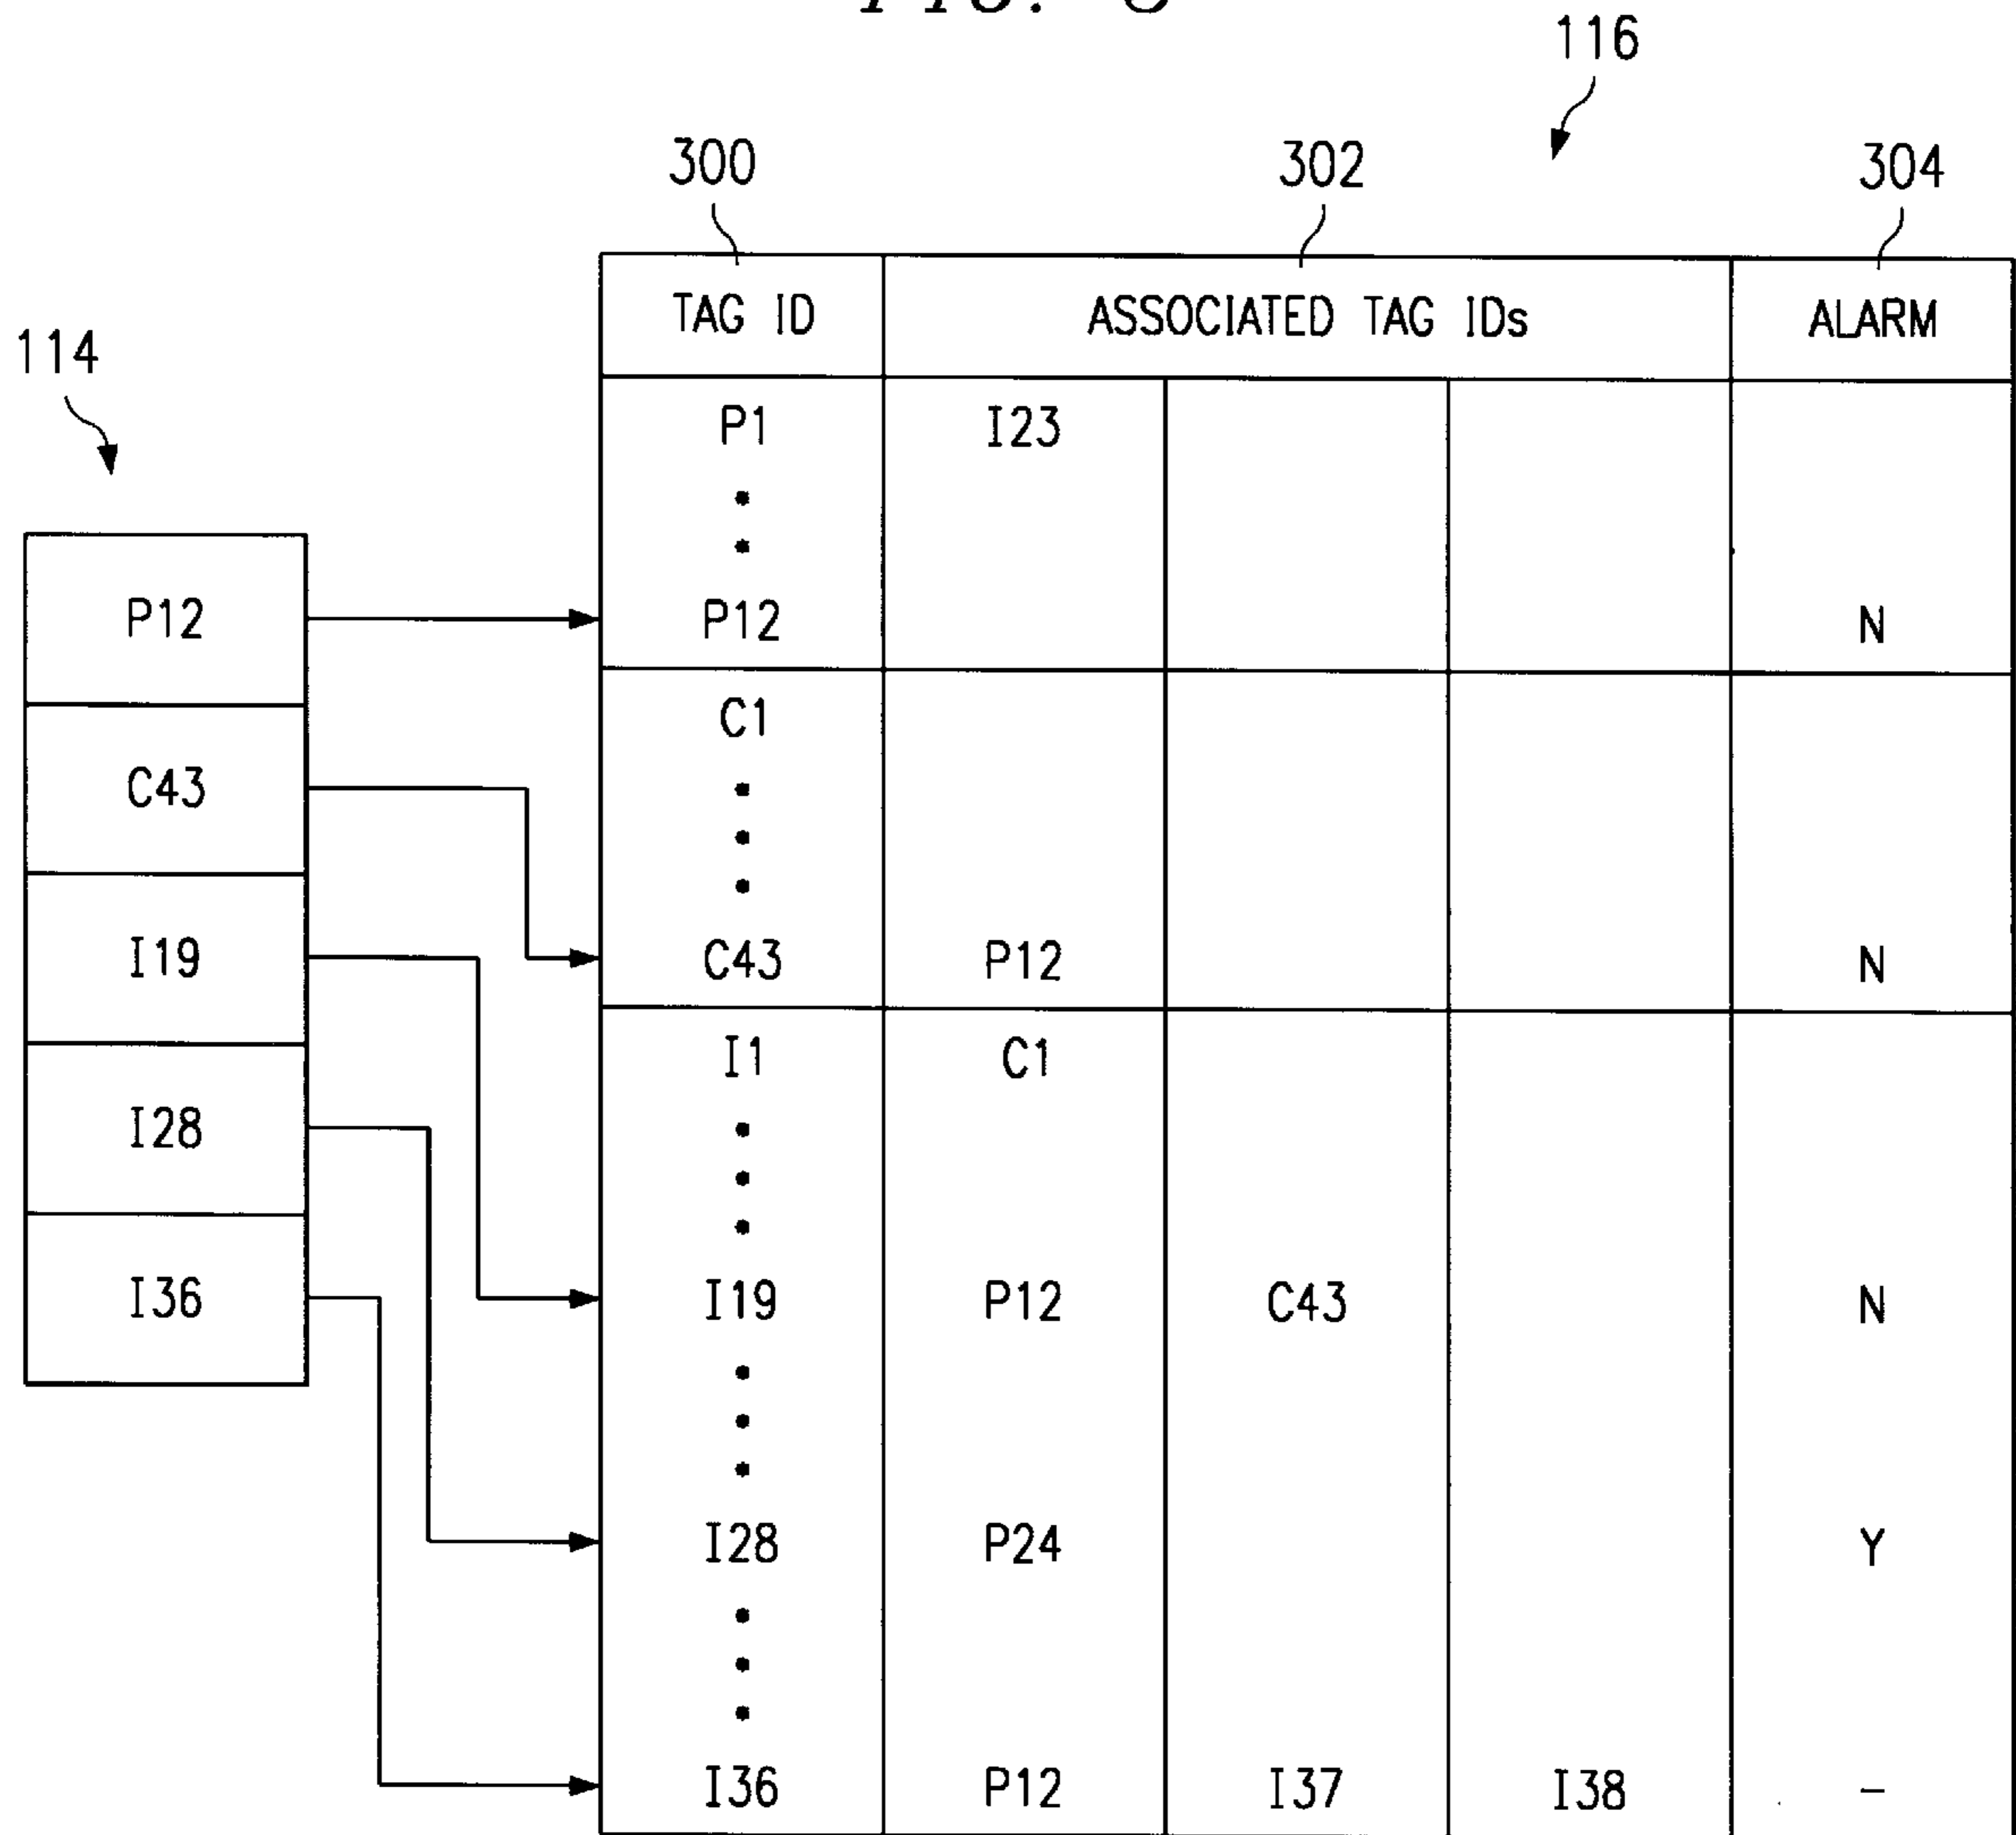 116
300 302 304
TAG ID ASSOCIATED TAG IDs ALARM
114
P1 I23
P12 P12 N
C1
C43
I19 C43 P12 N
I1 C1
I28
I36 I19 P12 C43 N
I28 P24 Y
I36 P12 I37 I38 –